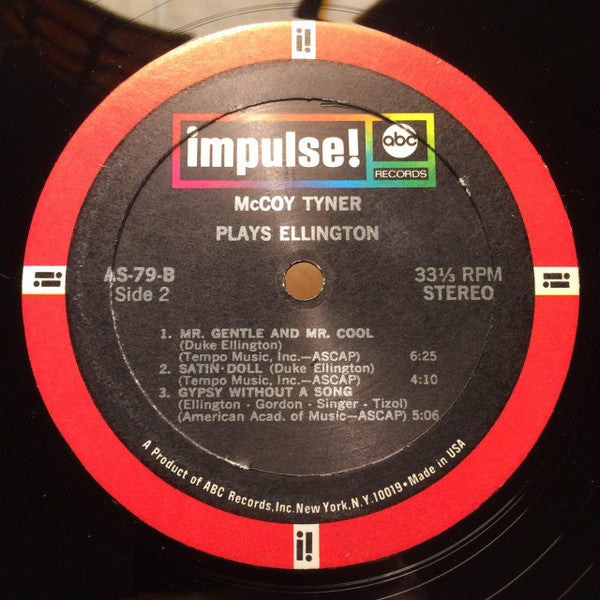 i!
impulse!
abc
RECORDS
McCOY TYNER
PLAYS ELLINGTON
AS-79-B
Side 2
33⅓ RPM
STEREO
i!
i!
1. MR. GENTLE AND MR. COOL
(Duke Ellington)
(Tempo Music, Inc.—ASCAP) 6:25
2. SATIN DOLL (Duke Ellington)
(Tempo Music, Inc.—ASCAP) 4:10
3. GYPSY WITHOUT A SONG
(Ellington - Gordon - Singer - Tizol)
(American Acad. of Music—ASCAP) 5:06
A Product of ABC Records, Inc. New York, N.Y. 10019 • Made in USA
i!